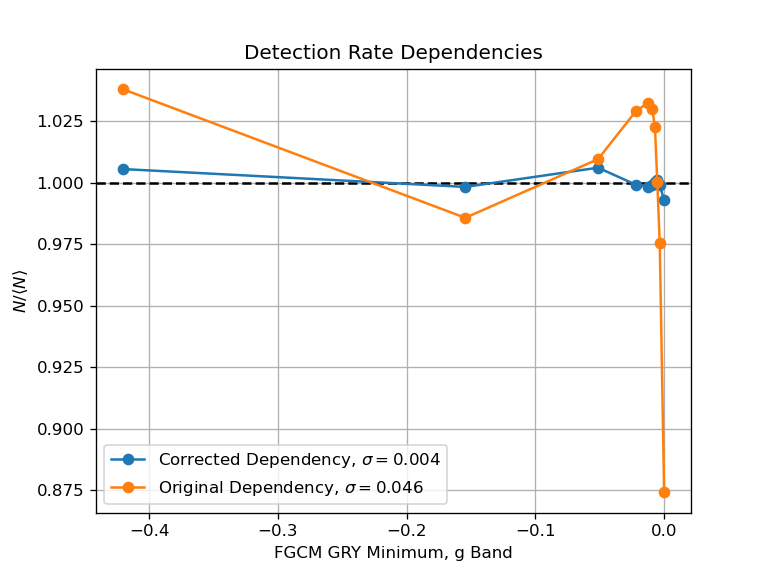 Detection Rate Dependencies
1.025
1.000
0.975
0.950
0.925
0.900
0.875
N/⟨N⟩
Corrected Dependency, σ = 0.004
Original Dependency, σ = 0.046
−0.4 −0.3 −0.2 −0.1 0.0
FGCM GRY Minimum, g Band